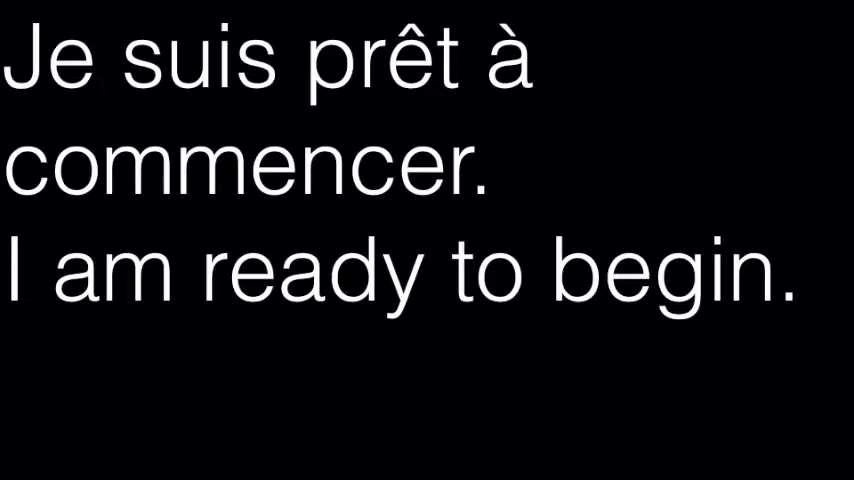 Je suis prêt à
commencer.
I am ready to begin.